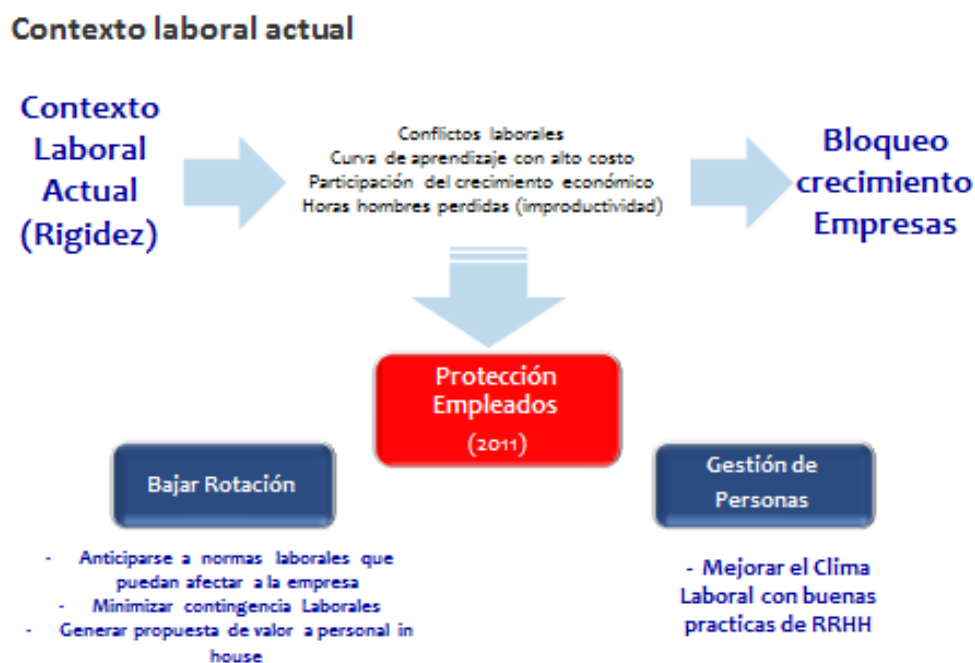 Contexto laboral actual
Contexto
Laboral
Actual
(Rigidez)
Conflictos laborales
Curva de aprendizaje con alto costo
Participación del crecimiento económico
Horas hombres perdidas (improductividad)
Bloqueo
crecimiento
Empresas
Protección
Empleados
(2011)
Bajar Rotación
- Anticiparse a normas laborales que
puedan afectar a la empresa
- Minimizar contingencia Laborales
- Generar propuesta de valor a personal in
house
Gestión de
Personas
- Mejorar el Clima
Laboral con buenas
practicas de RRHH